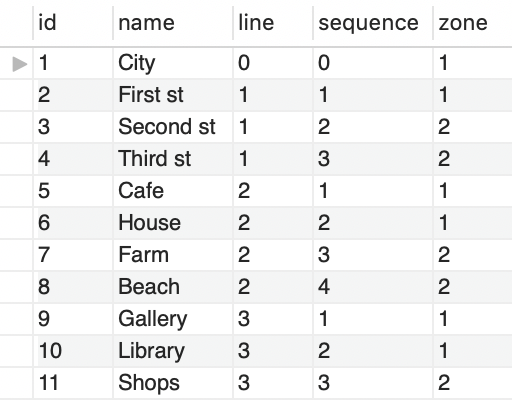 id name line sequence zone
1 City 0 0 1
2 First st 1 1 1
3 Second st 1 2 2
4 Third st 1 3 2
5 Cafe 2 1 1
6 House 2 2 1
7 Farm 2 3 2
8 Beach 2 4 2
9 Gallery 3 1 1
10 Library 3 2 1
11 Shops 3 3 2